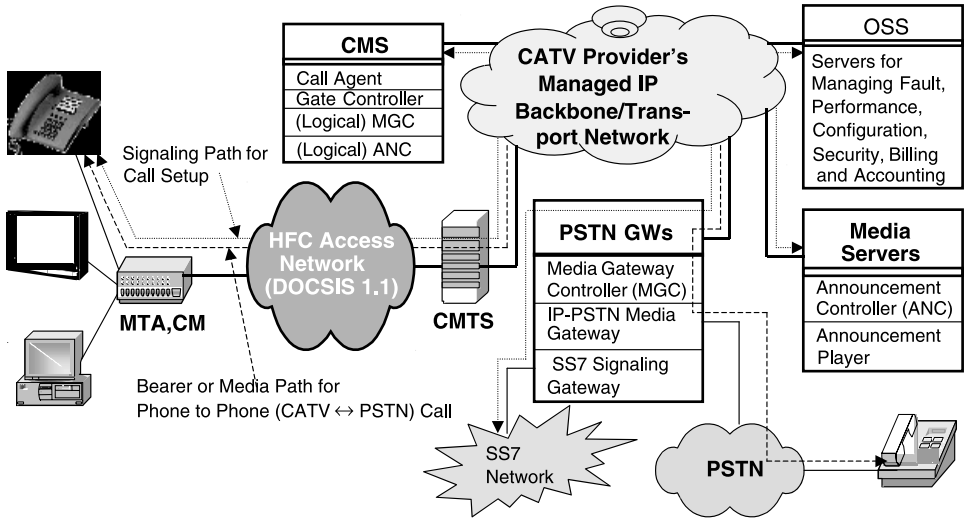 CMS
Call Agent
Gate Controller
(Logical) MGC
(Logical) ANC
CATV Provider's
Managed IP
Backbone/Trans-
port Network
OSS
Servers for
Managing Fault,
Performance,
Configuration,
Security, Billing
and Accounting
Signaling Path for
Call Setup
HFC Access
Network
(DOCSIS 1.1)
MTA,CM
CMTS
PSTN GWs
Media Gateway
Controller (MGC)
IP-PSTN Media
Gateway
SS7 Signaling
Gateway
Media
Servers
Announcement
Controller (ANC)
Announcement
Player
Bearer or Media Path for
Phone to Phone (CATV ↔ PSTN) Call
SS7
Network
PSTN